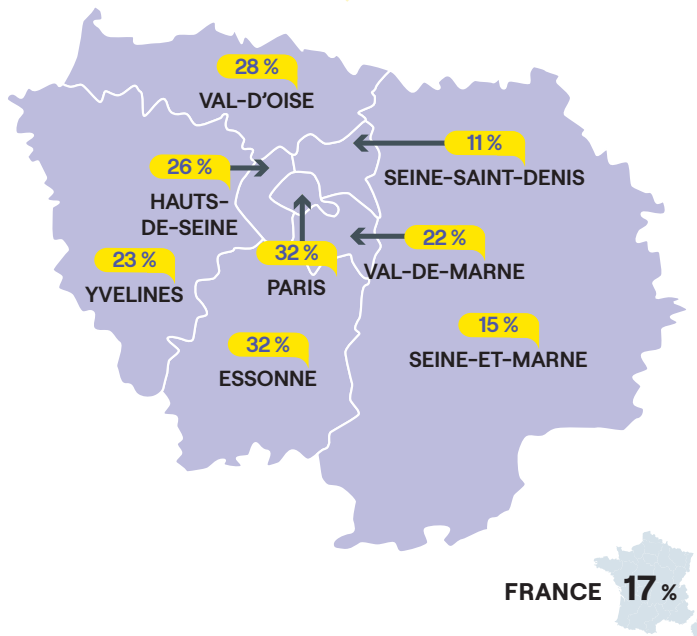 28 %
VAL-D'OISE
11 %
SEINE-SAINT-DENIS
26 %
HAUTS-
DE-SEINE
22 %
VAL-DE-MARNE
23 %
YVELINES
32 %
PARIS
15 %
SEINE-ET-MARNE
32 %
ESSONNE
FRANCE 17 %